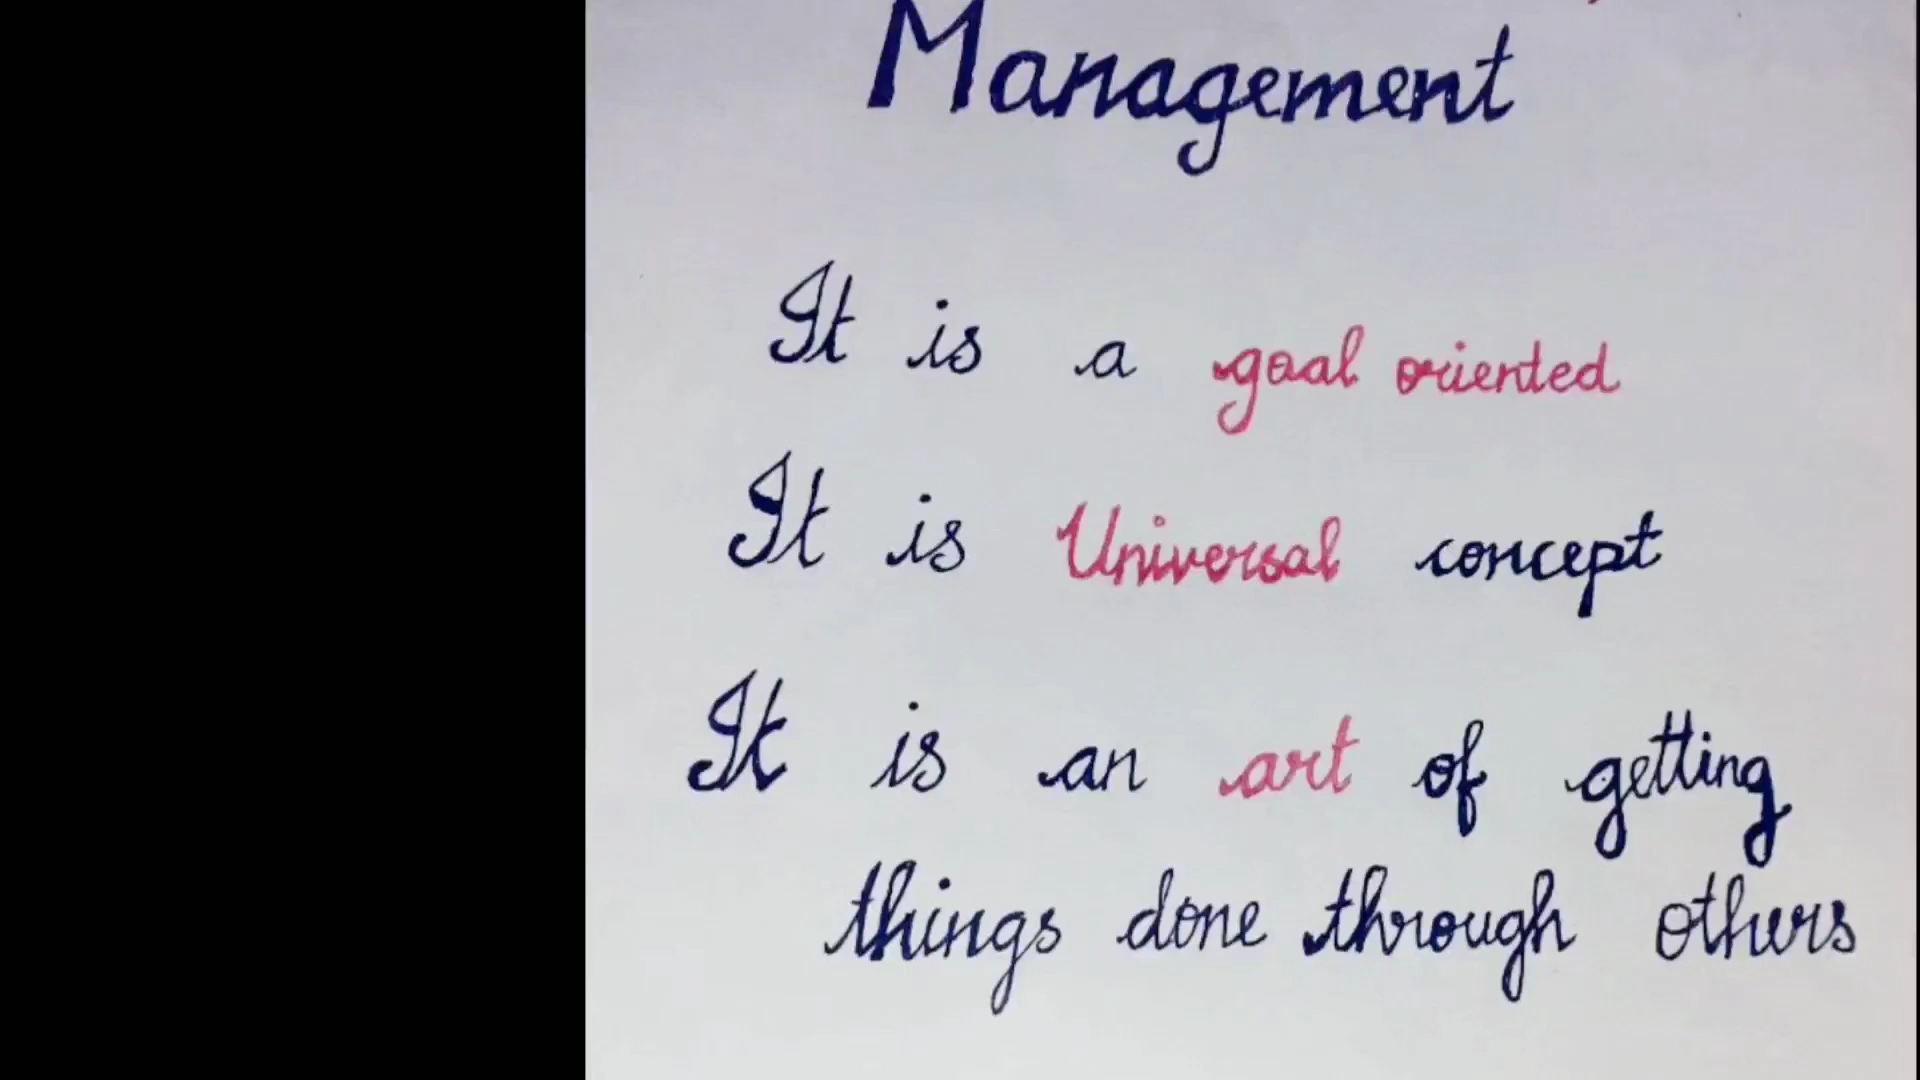 Management
It is a goal oriented
It is Universal concept
It is an art of getting
things done through others